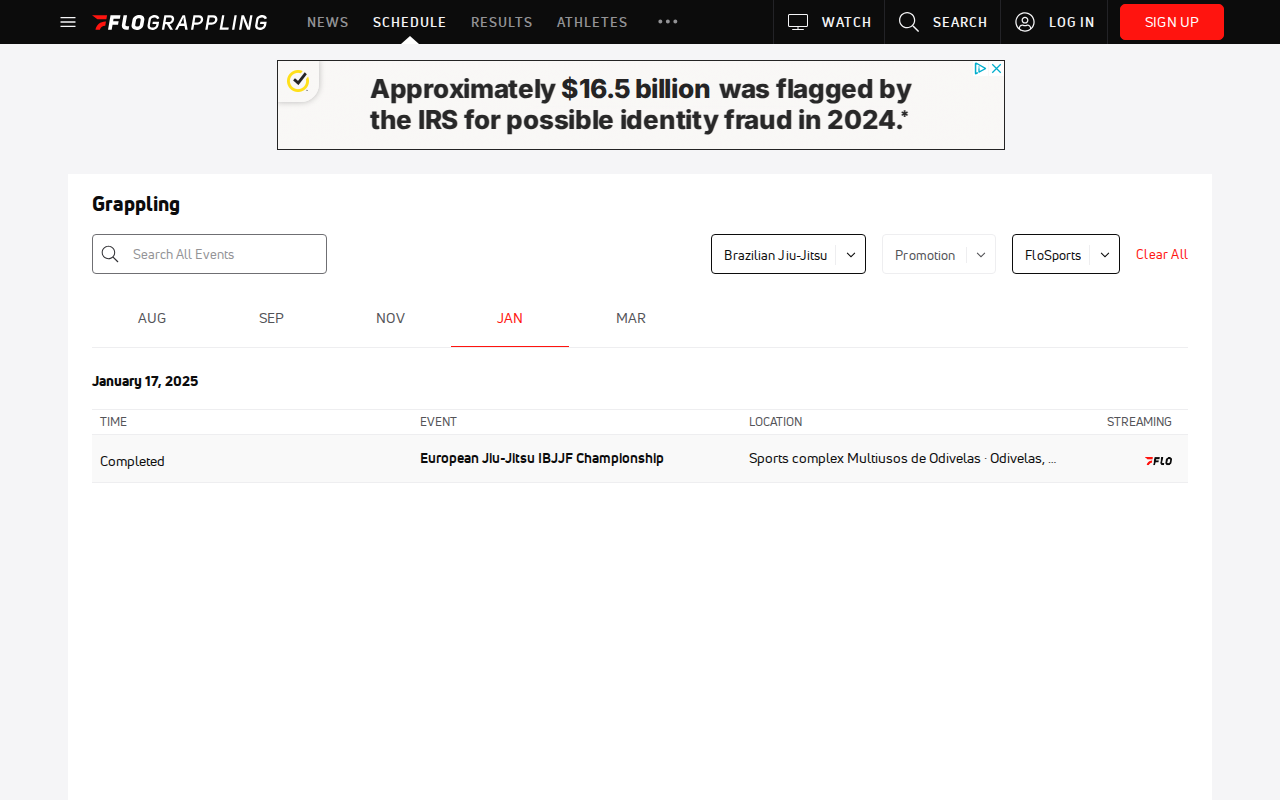 FLOGRAPPLING NEWS SCHEDULE RESULTS ATHLETES ••• WATCH SEARCH LOG IN SIGN UP
Approximately $16.5 billion was flagged by
the IRS for possible identity fraud in 2024.*
Grappling
Search All Events Brazilian Jiu-Jitsu Promotion FloSports Clear All
AUG SEP NOV JAN MAR
January 17, 2025
TIME EVENT LOCATION STREAMING
Completed European Jiu-Jitsu IBJJF Championship Sports complex Multiusos de Odivelas · Odivelas, ... FLO